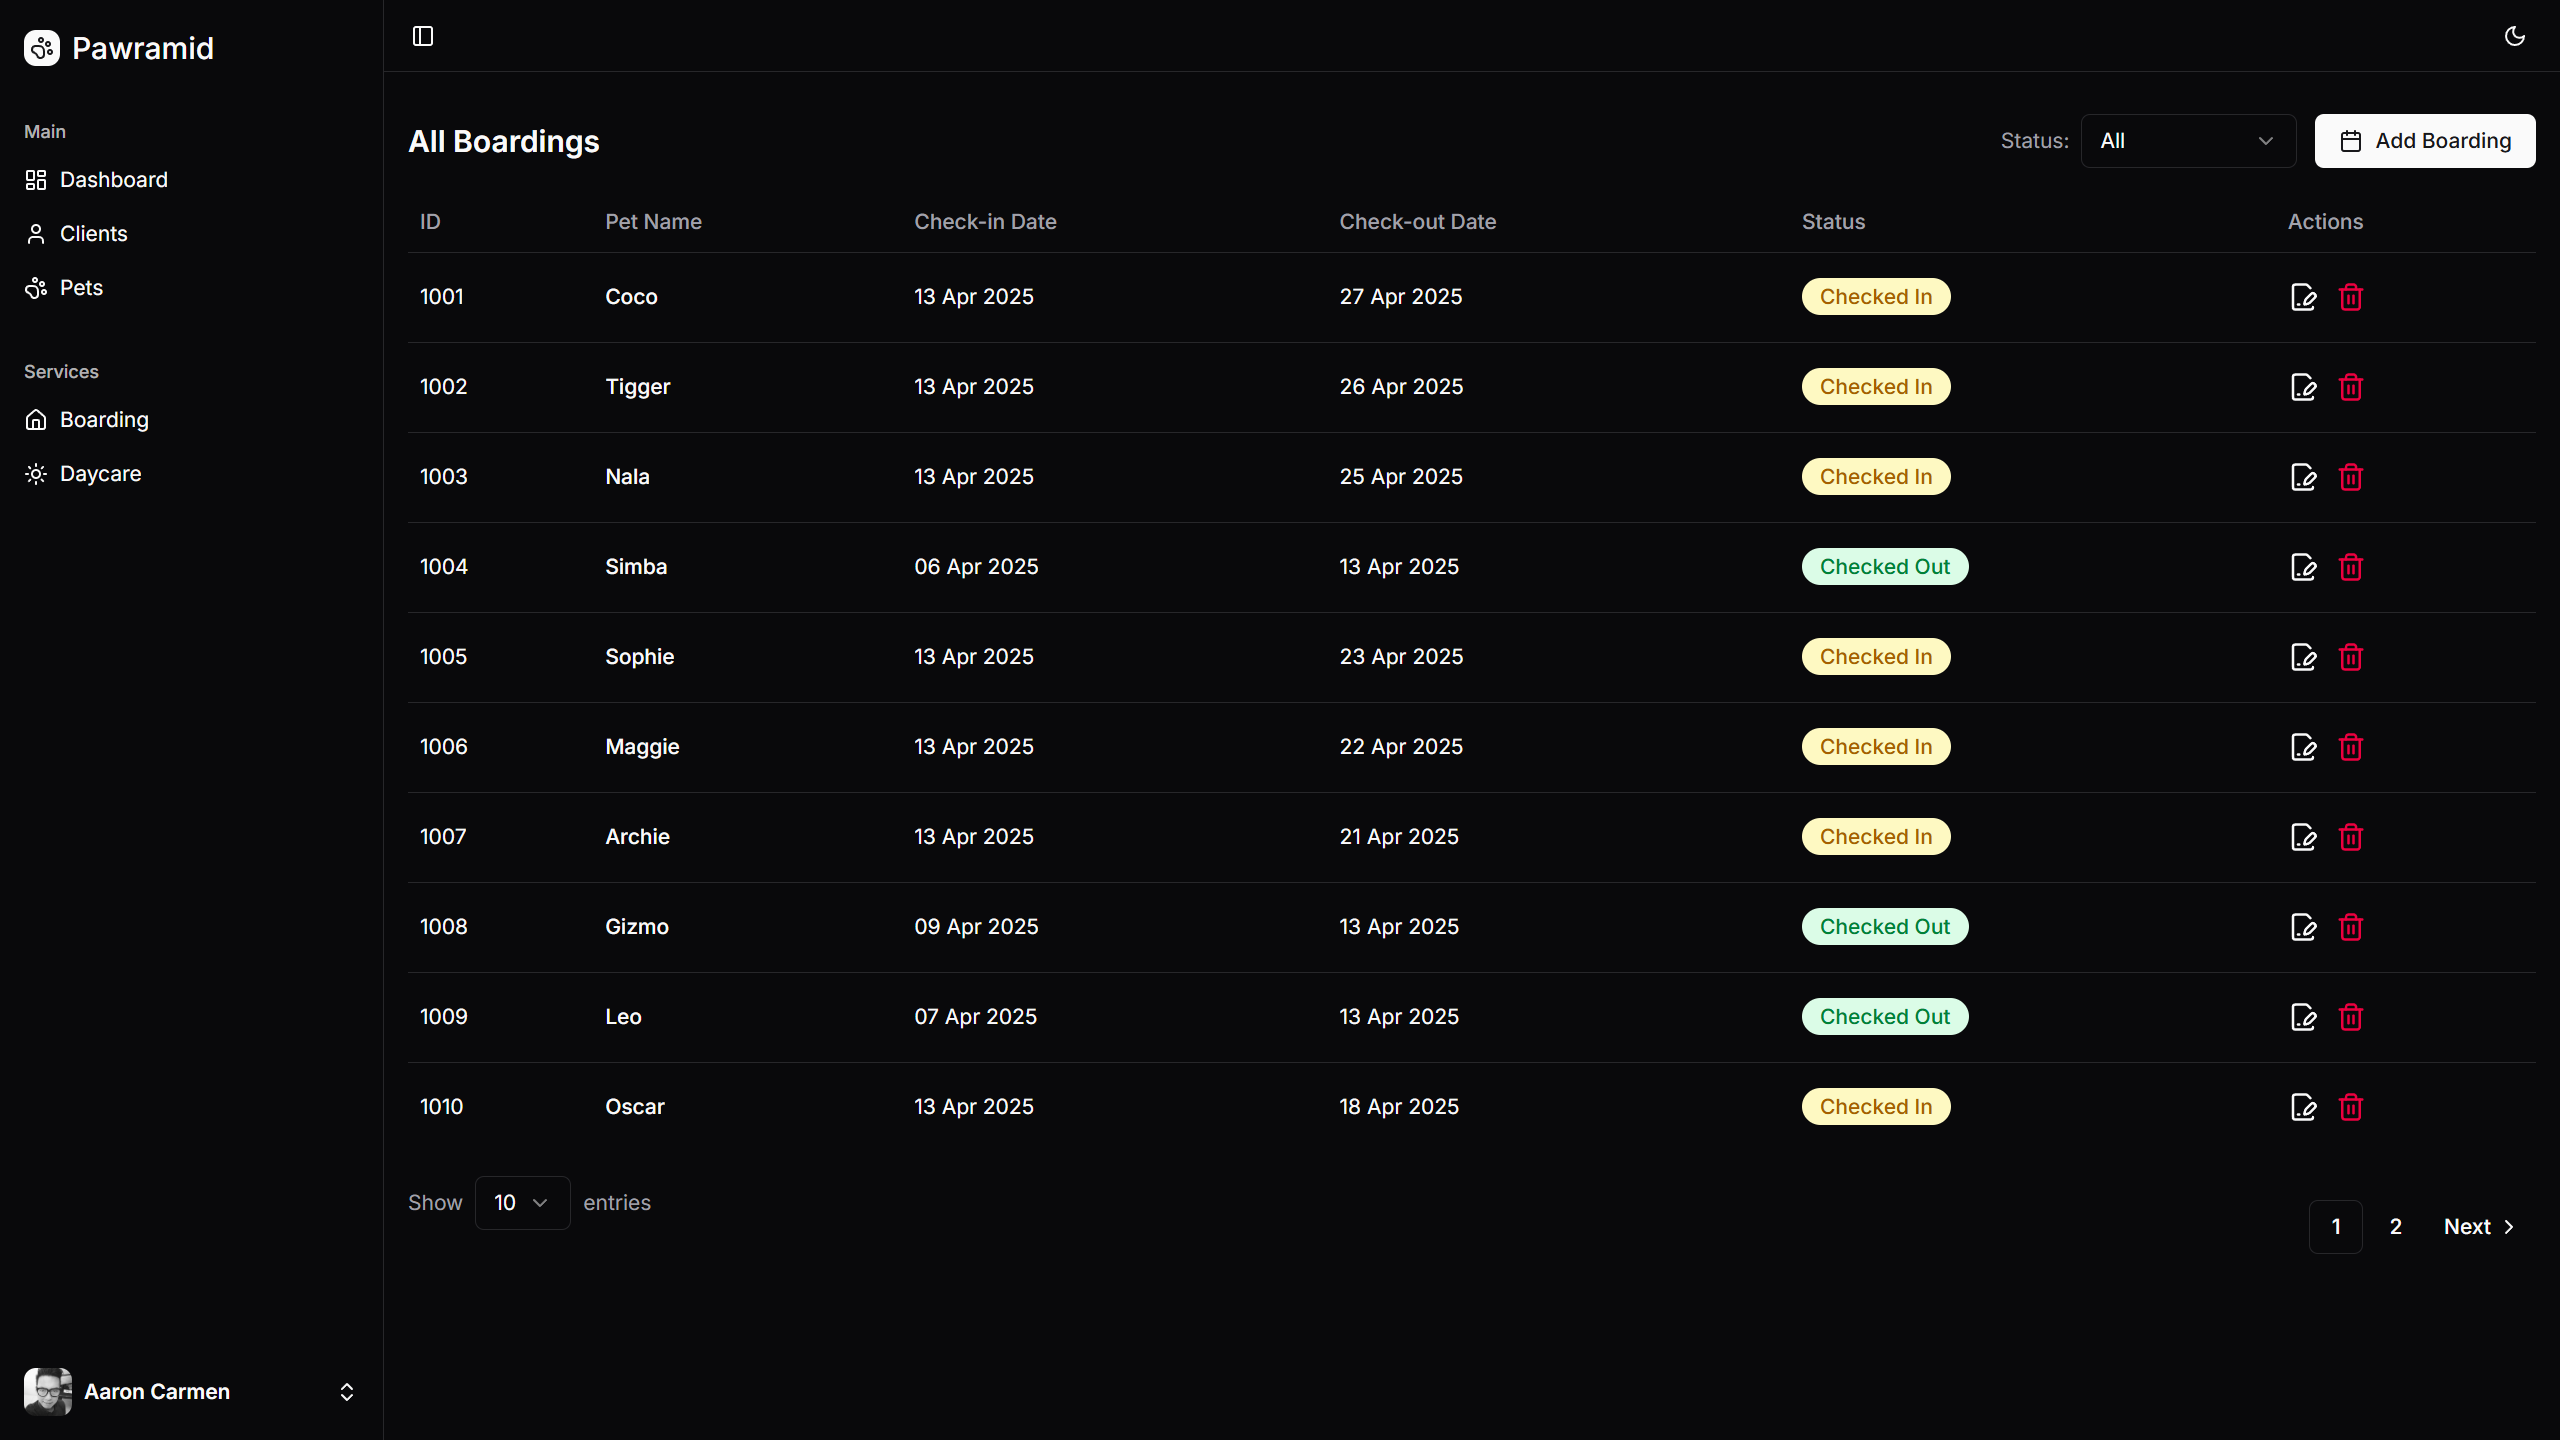 Pawramid
Main
Dashboard
Clients
Pets
Services
Boarding
Daycare
Aaron Carmen
All Boardings
Status: All Add Boarding
ID Pet Name Check-in Date Check-out Date Status Actions
1001 Coco 13 Apr 2025 27 Apr 2025 Checked In
1002 Tigger 13 Apr 2025 26 Apr 2025 Checked In
1003 Nala 13 Apr 2025 25 Apr 2025 Checked In
1004 Simba 06 Apr 2025 13 Apr 2025 Checked Out
1005 Sophie 13 Apr 2025 23 Apr 2025 Checked In
1006 Maggie 13 Apr 2025 22 Apr 2025 Checked In
1007 Archie 13 Apr 2025 21 Apr 2025 Checked In
1008 Gizmo 09 Apr 2025 13 Apr 2025 Checked Out
1009 Leo 07 Apr 2025 13 Apr 2025 Checked Out
1010 Oscar 13 Apr 2025 18 Apr 2025 Checked In
Show 10 entries
1 2 Next